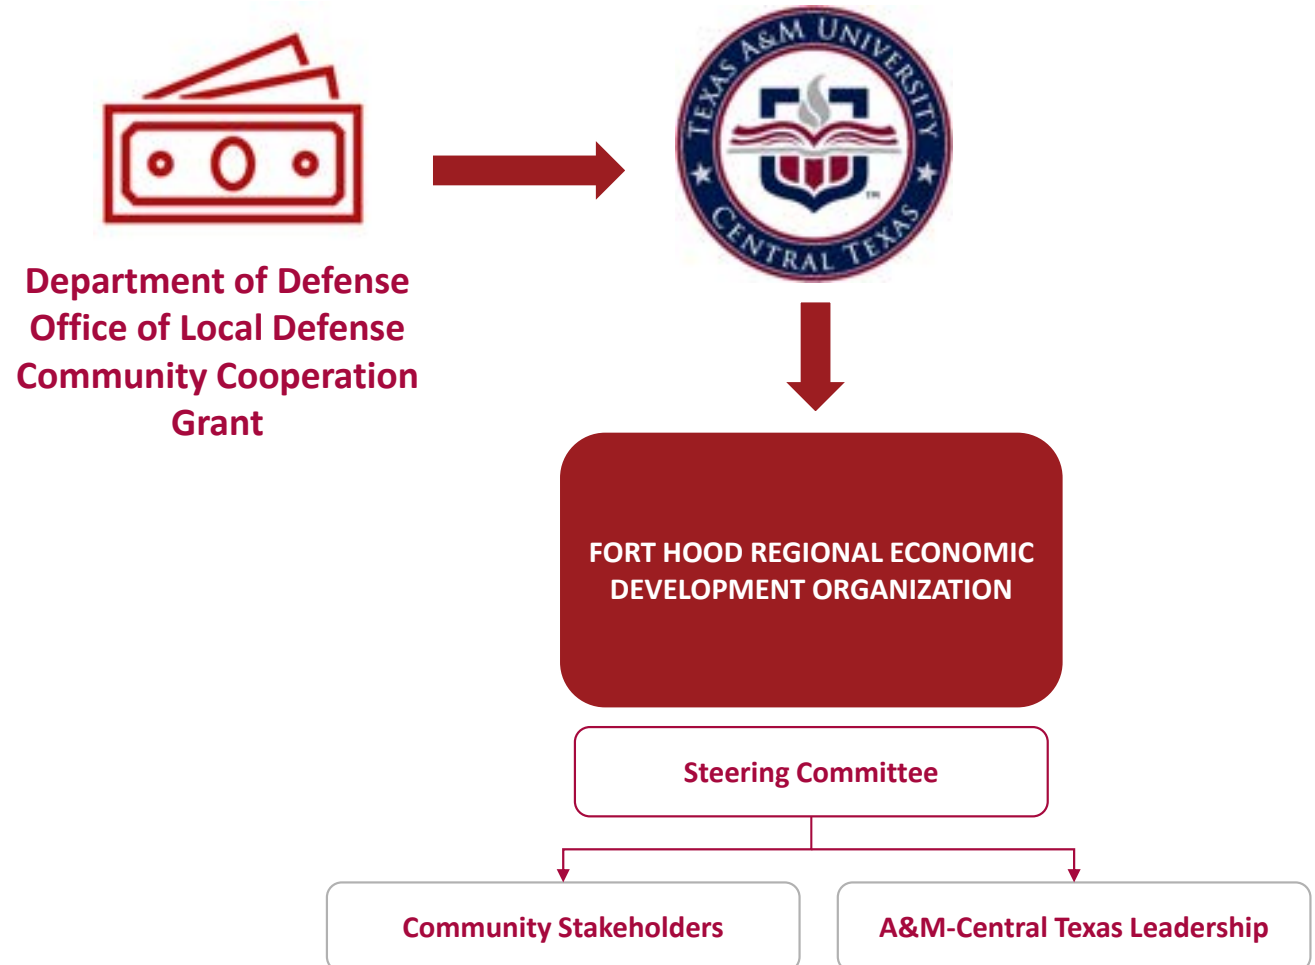 TEXAS A&M UNIVERSITY
CENTRAL TEXAS
TM
Department of Defense
Office of Local Defense
Community Cooperation
Grant
FORT HOOD REGIONAL ECONOMIC
DEVELOPMENT ORGANIZATION
Steering Committee
Community Stakeholders
A&M-Central Texas Leadership